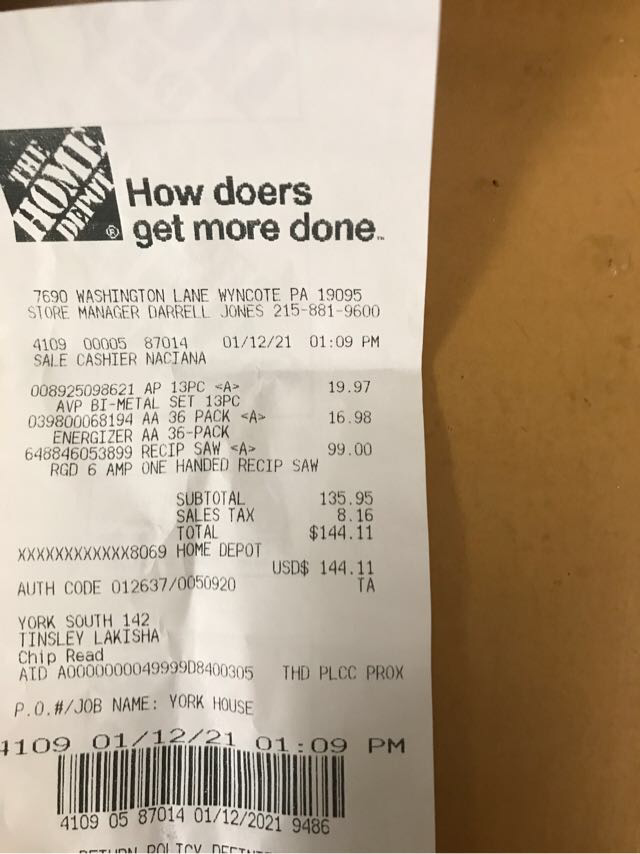 THE
HOME
DEPOT
®
How doers
get more done.
7690 WASHINGTON LANE WYNCOTE PA 19095
STORE MANAGER DARRELL JONES 215-881-9600
4109 00005 87014 01/12/21 01:09 PM
SALE CASHIER NACIANA
008925098621 AP 13PC <A> 19.97
AVP BI-METAL SET 13PC
039800068194 AA 36 PACK <A> 16.98
ENERGIZER AA 36-PACK
648846053899 RECIP SAW <A> 99.00
RGD 6 AMP ONE HANDED RECIP SAW
SUBTOTAL 135.95
SALES TAX 8.16
TOTAL $144.11
XXXXXXXXXXXX8069 HOME DEPOT
USD$ 144.11
AUTH CODE 012637/0050920 TA
YORK SOUTH 142
TINSLEY LAKISHA
Chip Read
AID A0000000049999D8400305 THD PLCC PROX
P.O.#/JOB NAME: YORK HOUSE
4109 01/12/21 01:09 PM
4109 05 87014 01/12/2021 9486
RETURN POLICY